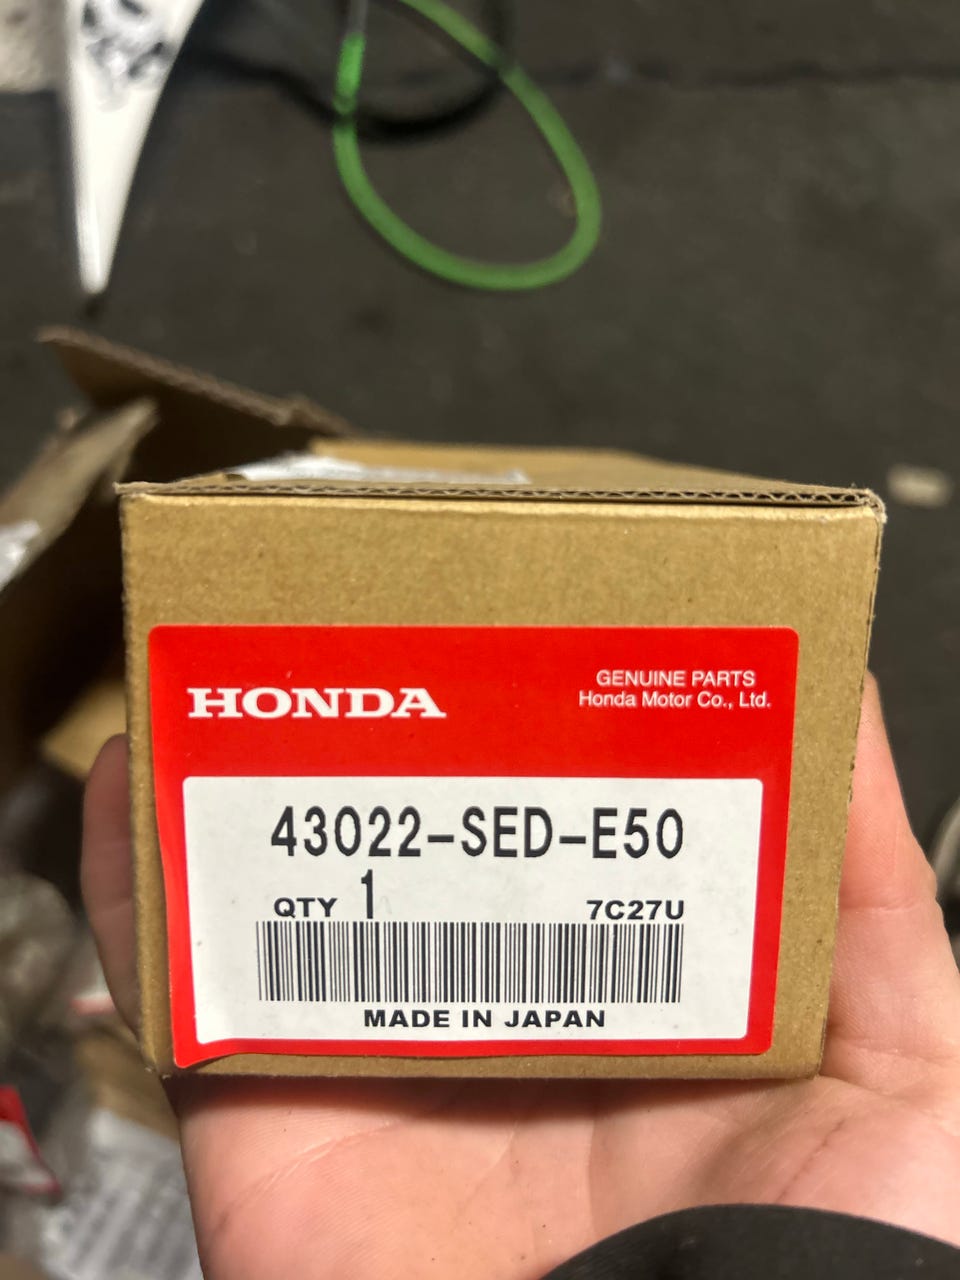 HONDA
GENUINE PARTS
Honda Motor Co., Ltd.
43022-SED-E50
QTY 1 7C27U
MADE IN JAPAN